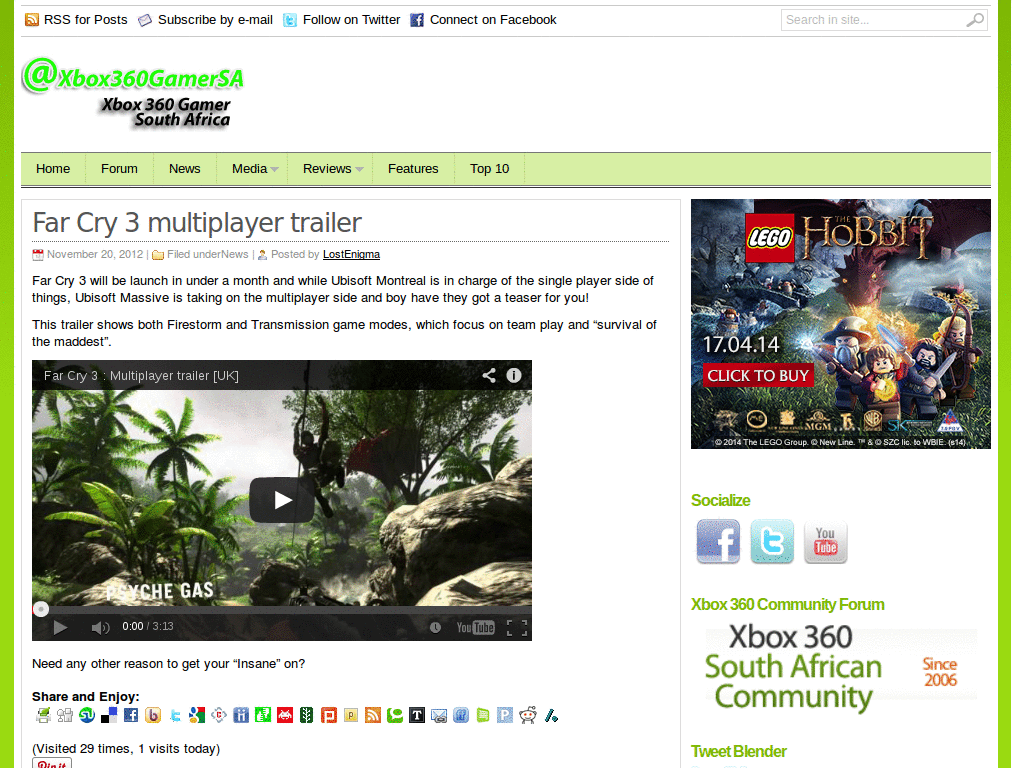 RSS for Posts Subscribe by e-mail Follow on Twitter Connect on Facebook
Search in site...
@Xbox360GamerSA
Xbox 360 Gamer
South Africa
Home Forum News Media Reviews Features Top 10
Far Cry 3 multiplayer trailer
November 20, 2012 | Filed underNews | Posted by LostEnigma
Far Cry 3 will be launch in under a month and while Ubisoft Montreal is in charge of the single player side of
things, Ubisoft Massive is taking on the multiplayer side and boy have they got a teaser for you!
This trailer shows both Firestorm and Transmission game modes, which focus on team play and “survival of
the maddest”.
Far Cry 3 : Multiplayer trailer [UK]
PSYCHE GAS
0:00 / 3:13
YouTube
Need any other reason to get your “Insane” on?
Share and Enjoy:
(Visited 29 times, 1 visits today)
Pin it
LEGO THE HOBBIT
17.04.14
CLICK TO BUY
MGM
WB
© 2014 The LEGO Group. © New Line. ™ & © SZC lic. to WBIE. (s14)
Socialize
You
Tube
Xbox 360 Community Forum
Xbox 360
South African
Community
Since
2006
Tweet Blender